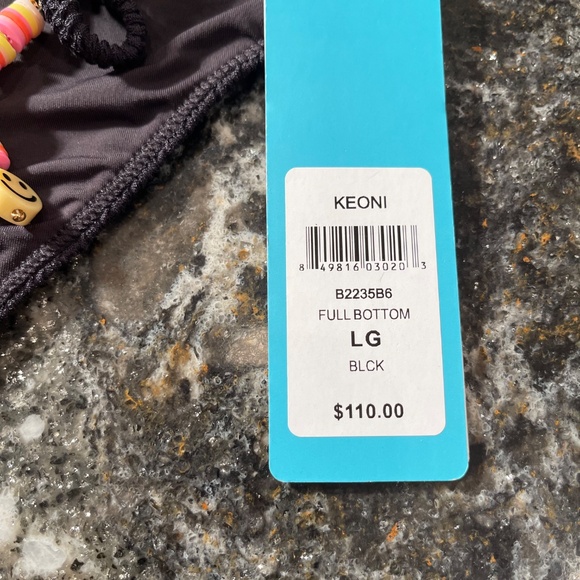 KEONI
8 49816 03020 3
B2235B6
FULL BOTTOM
LG
BLCK
$110.00